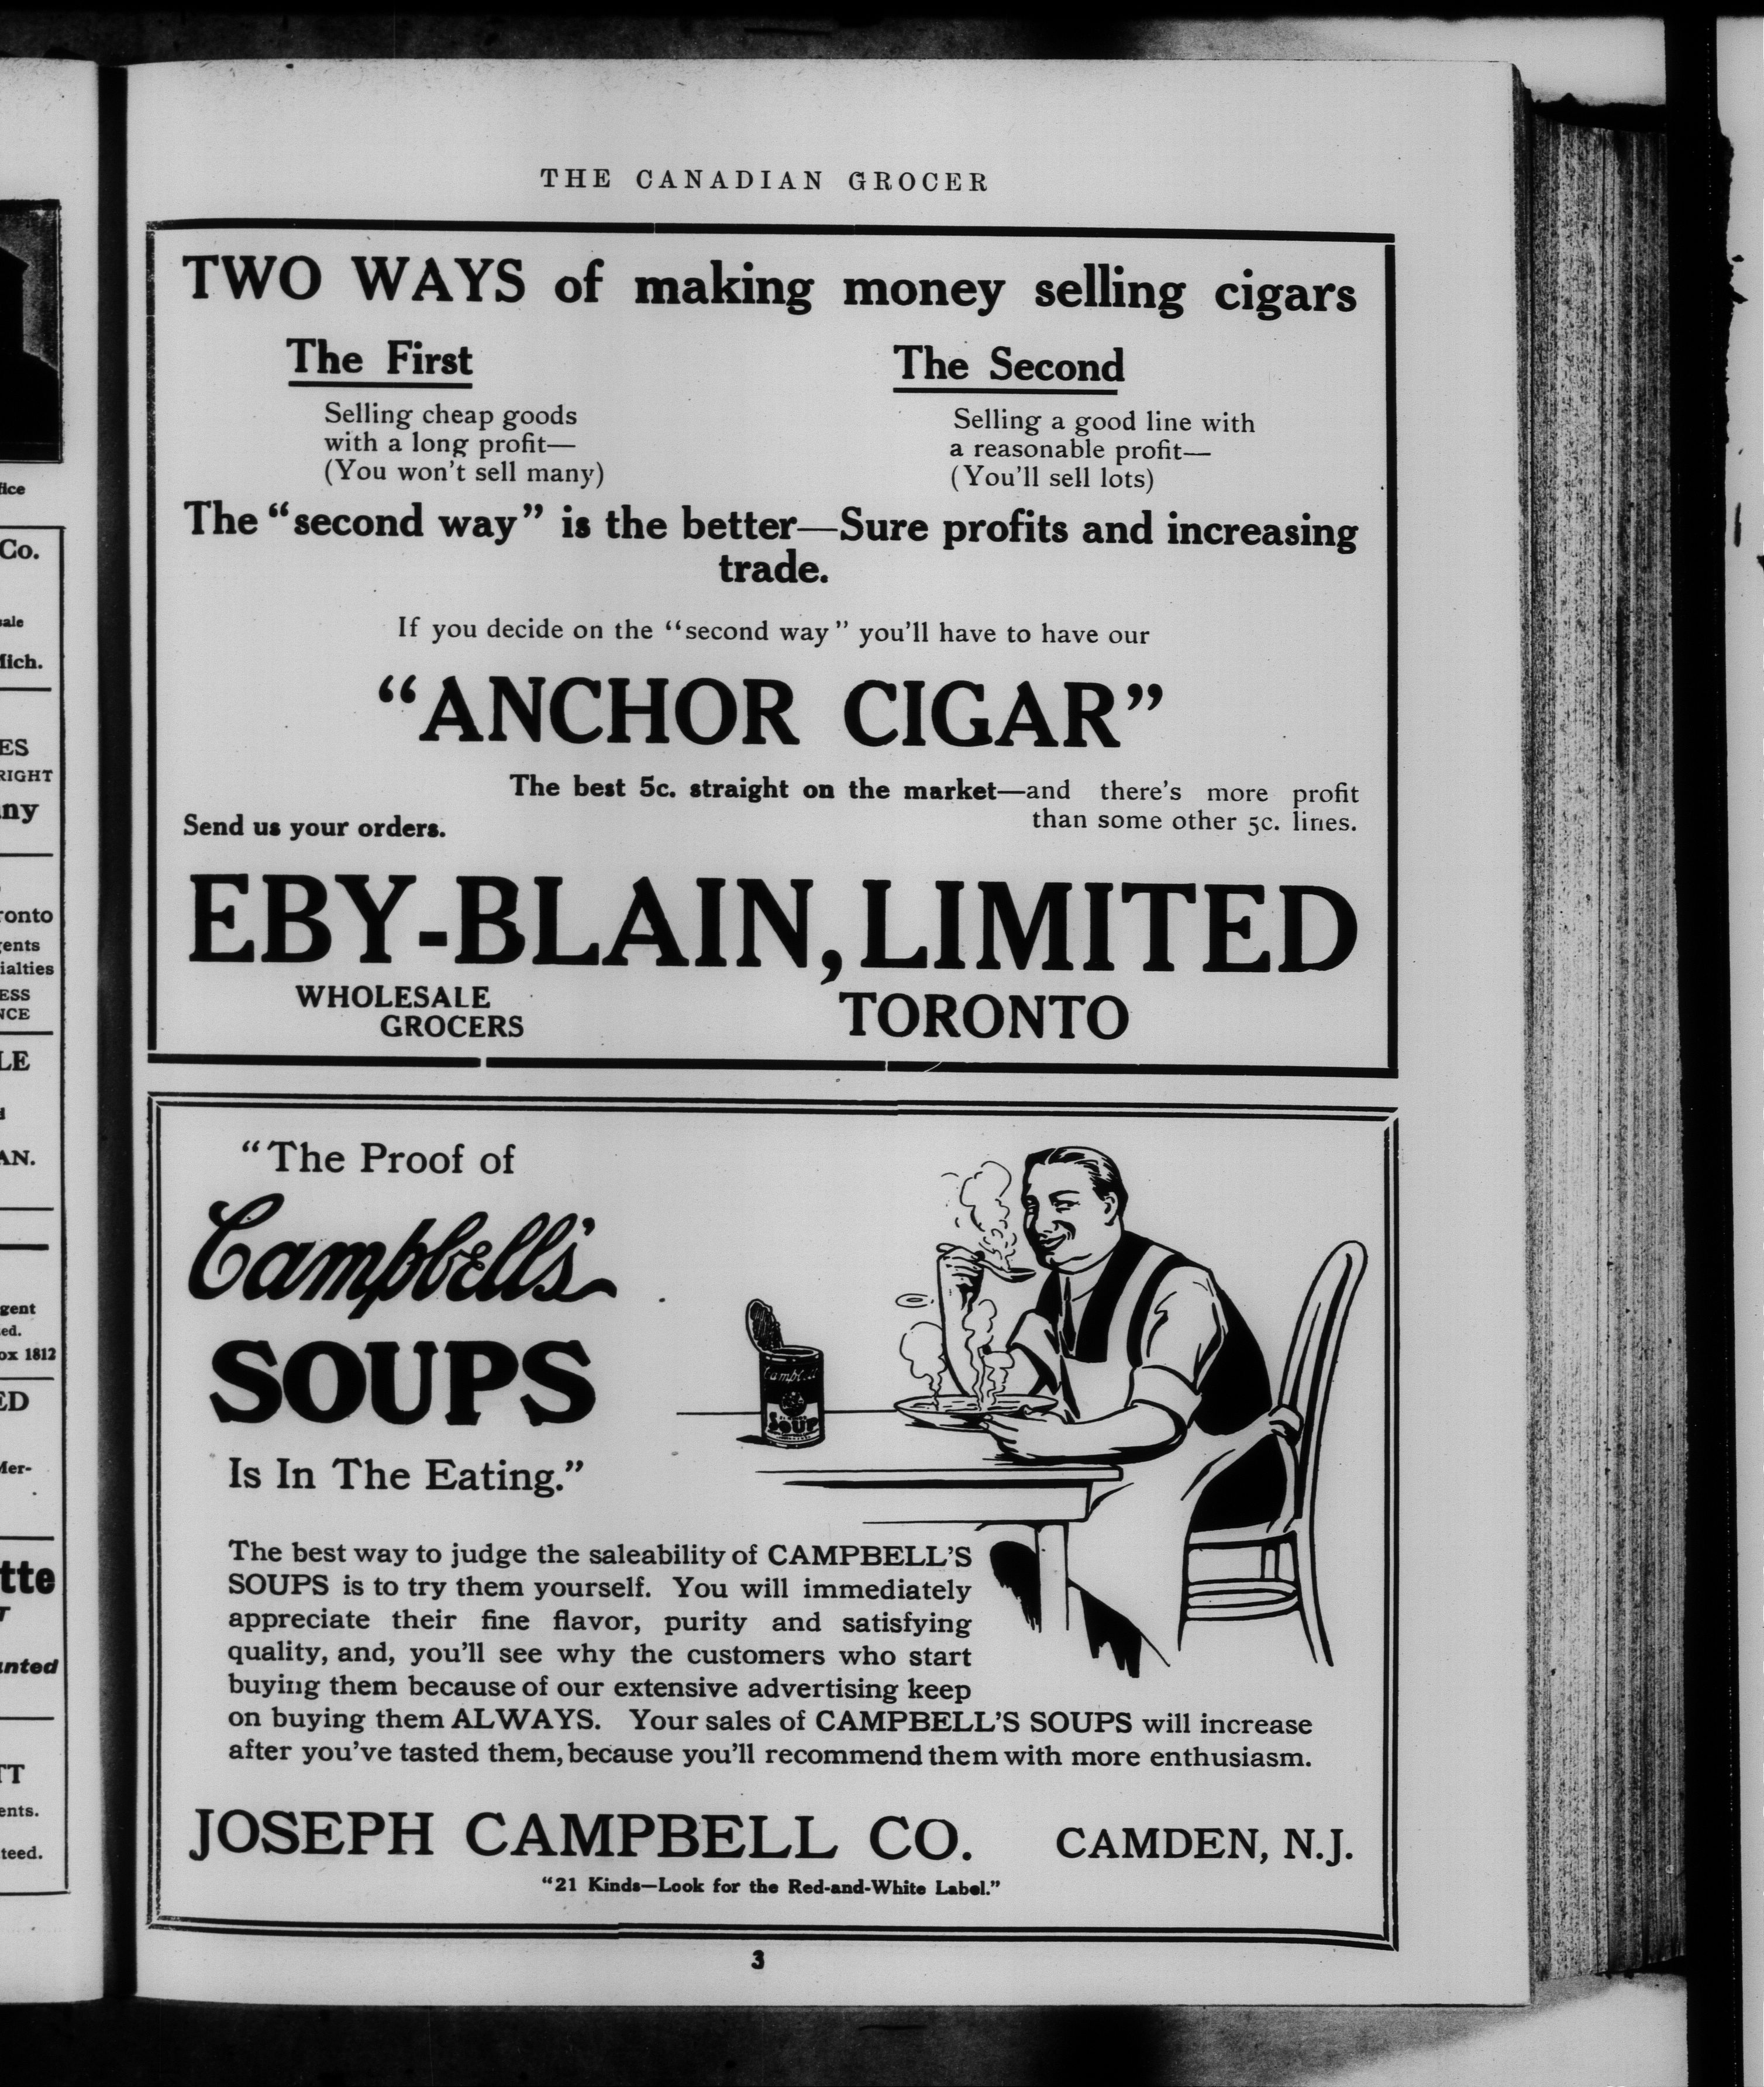 THE CANADIAN GROCER
TWO WAYS of making money selling cigars
The First
Selling cheap goods
with a long profit—
(You won't sell many)
The Second
Selling a good line with
a reasonable profit—
(You'll sell lots)
The "second way" is the better—Sure profits and increasing
trade.
If you decide on the "second way" you'll have to have our
"ANCHOR CIGAR"
The best 5c. straight on the market—and there's more profit
than some other 5c. lines.
Send us your orders.
EBY-BLAIN, LIMITED
WHOLESALE
GROCERS
TORONTO
"The Proof of
Campbell's
SOUPS
Is In The Eating."
Campbell
SOUP
The best way to judge the saleability of CAMPBELL'S
SOUPS is to try them yourself. You will immediately
appreciate their fine flavor, purity and satisfying
quality, and, you'll see why the customers who start
buying them because of our extensive advertising keep
on buying them ALWAYS. Your sales of CAMPBELL'S SOUPS will increase
after you've tasted them, because you'll recommend them with more enthusiasm.
JOSEPH CAMPBELL CO. CAMDEN, N.J.
"21 Kinds—Look for the Red-and-White Label."
3
Co.
Mich.
RIGHT
ox 1812